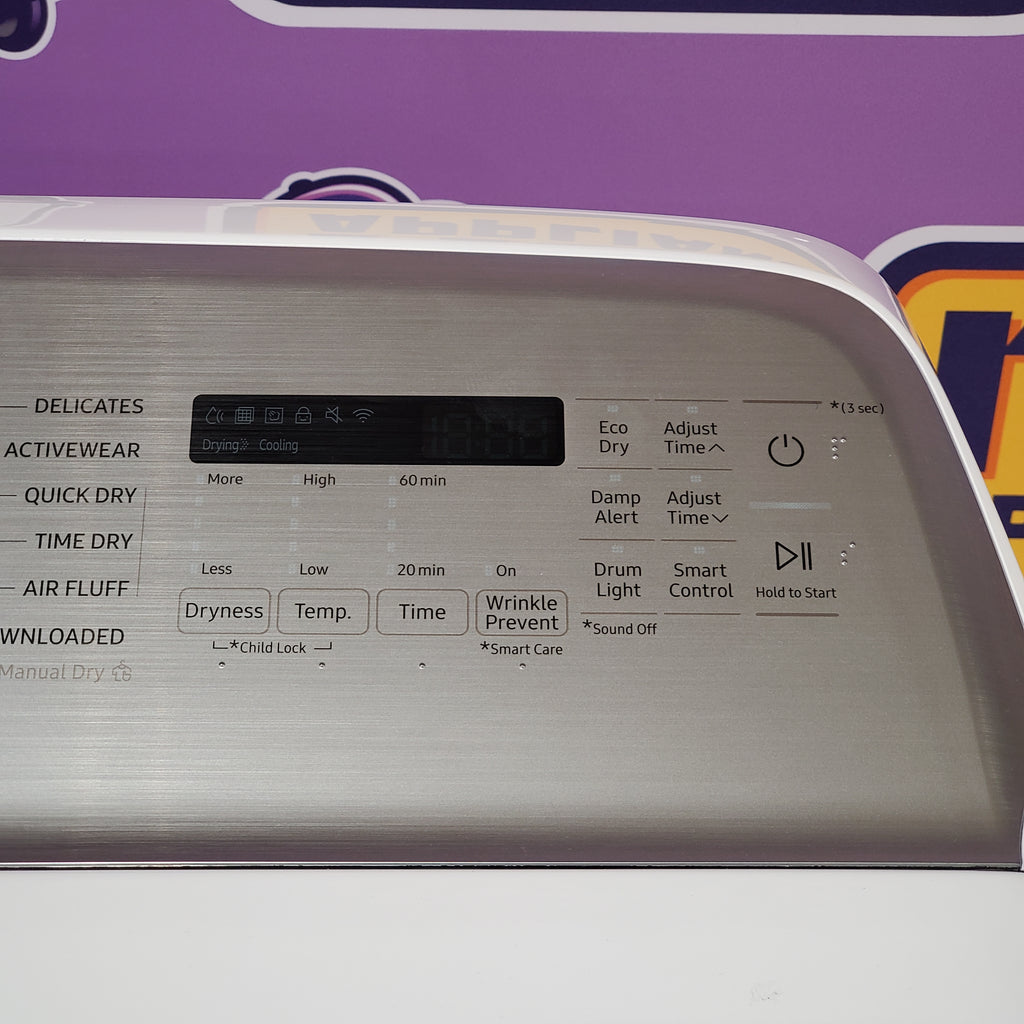 DELICATES
ACTIVEWEAR
QUICK DRY
TIME DRY
AIR FLUFF
WNLOADED
Manual Dry
Drying Cooling
More High 60 min
Less Low 20 min On
Dryness Temp. Time Wrinkle
Prevent
*Child Lock *Smart Care
Eco
Dry
Adjust
Time
Damp
Alert
Adjust
Time
Drum
Light
Smart
Control
*Sound Off
*(3 sec)
Hold to Start